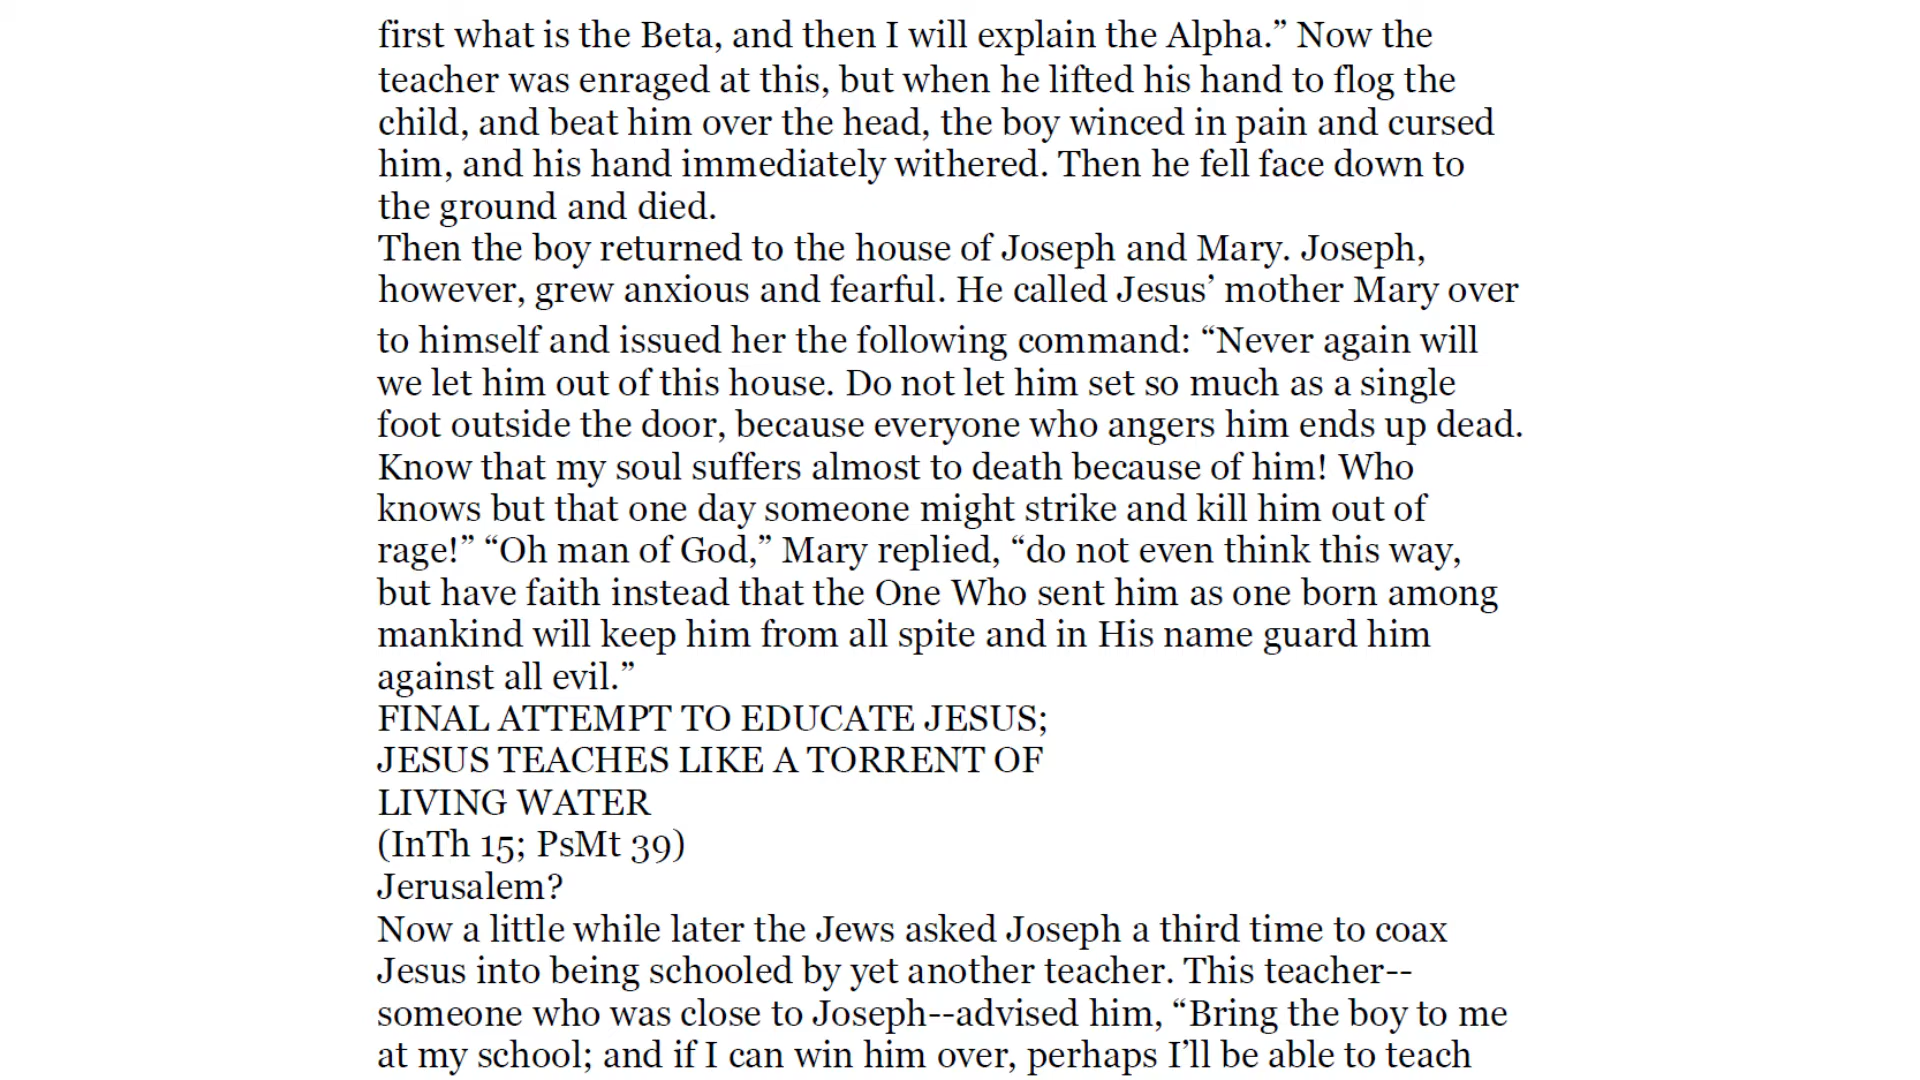 first what is the Beta, and then I will explain the Alpha.” Now the
teacher was enraged at this, but when he lifted his hand to flog the
child, and beat him over the head, the boy winced in pain and cursed
him, and his hand immediately withered. Then he fell face down to
the ground and died.
Then the boy returned to the house of Joseph and Mary. Joseph,
however, grew anxious and fearful. He called Jesus’ mother Mary over
to himself and issued her the following command: “Never again will
we let him out of this house. Do not let him set so much as a single
foot outside the door, because everyone who angers him ends up dead.
Know that my soul suffers almost to death because of him! Who
knows but that one day someone might strike and kill him out of
rage!” “Oh man of God,” Mary replied, “do not even think this way,
but have faith instead that the One Who sent him as one born among
mankind will keep him from all spite and in His name guard him
against all evil.”
FINAL ATTEMPT TO EDUCATE JESUS;
JESUS TEACHES LIKE A TORRENT OF
LIVING WATER
(InTh 15; PsMt 39)
Jerusalem?
Now a little while later the Jews asked Joseph a third time to coax
Jesus into being schooled by yet another teacher. This teacher--
someone who was close to Joseph--advised him, “Bring the boy to me
at my school; and if I can win him over, perhaps I’ll be able to teach